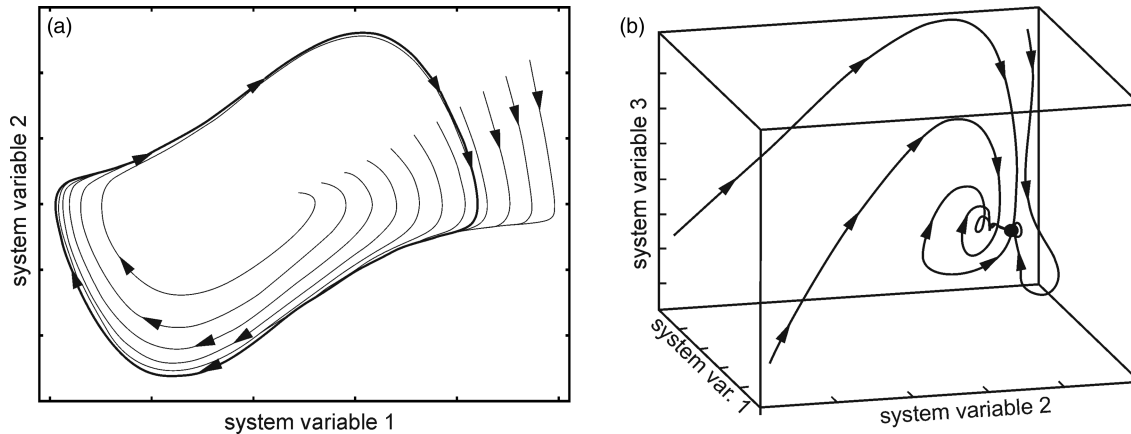 (a)
system variable 2
system variable 1
(b)
system variable 3
system var. 1
system variable 2